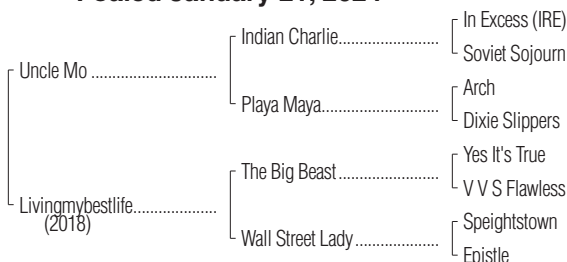 Foaled January
In Excess (IRE)
Indian Charlie
Soviet Sojourn
Uncle Mo
Arch
Playa Maya
Dixie Slippers
Yes It's True
The Big Beast
V V S Flawless
Livingmybestlife
(2018)
Speightstown
Wall Street Lady
Epistle